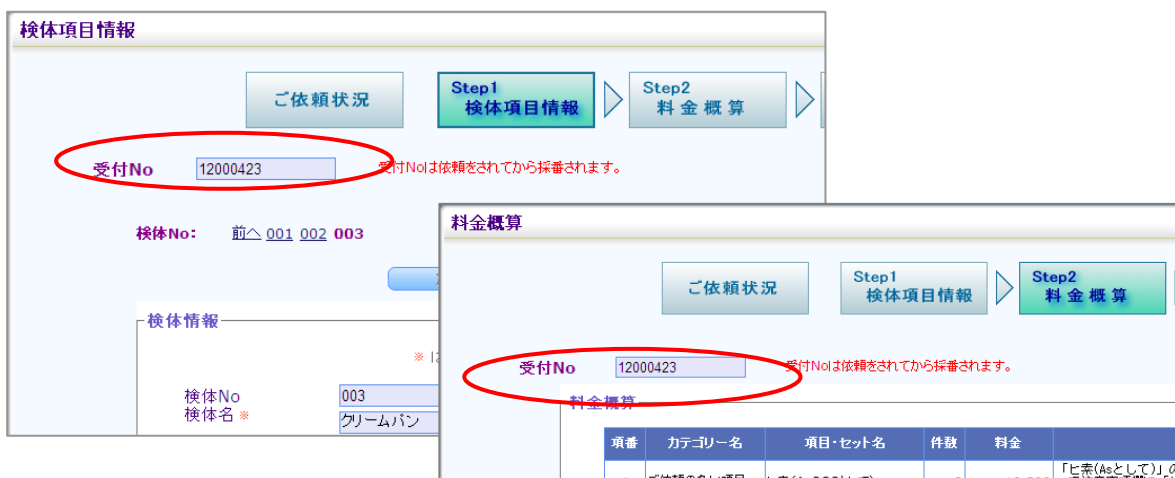 検体項目情報
ご依頼状況
Step1
検体項目情報
Step2
料金概算
受付No 12000423 受付Noは依頼をされてから採番されます。
検体No： 前へ 001 002 003
検体情報
※
検体No 003
検体名 ※ クリームパン
料金概算
ご依頼状況
Step1
検体項目情報
Step2
料金概算
受付No 12000423 受付Noは依頼をされてから採番されます。
料金概算
項番 カテゴリー名 項目・セット名 件数 料金
「ヒ素(Asとして)」の